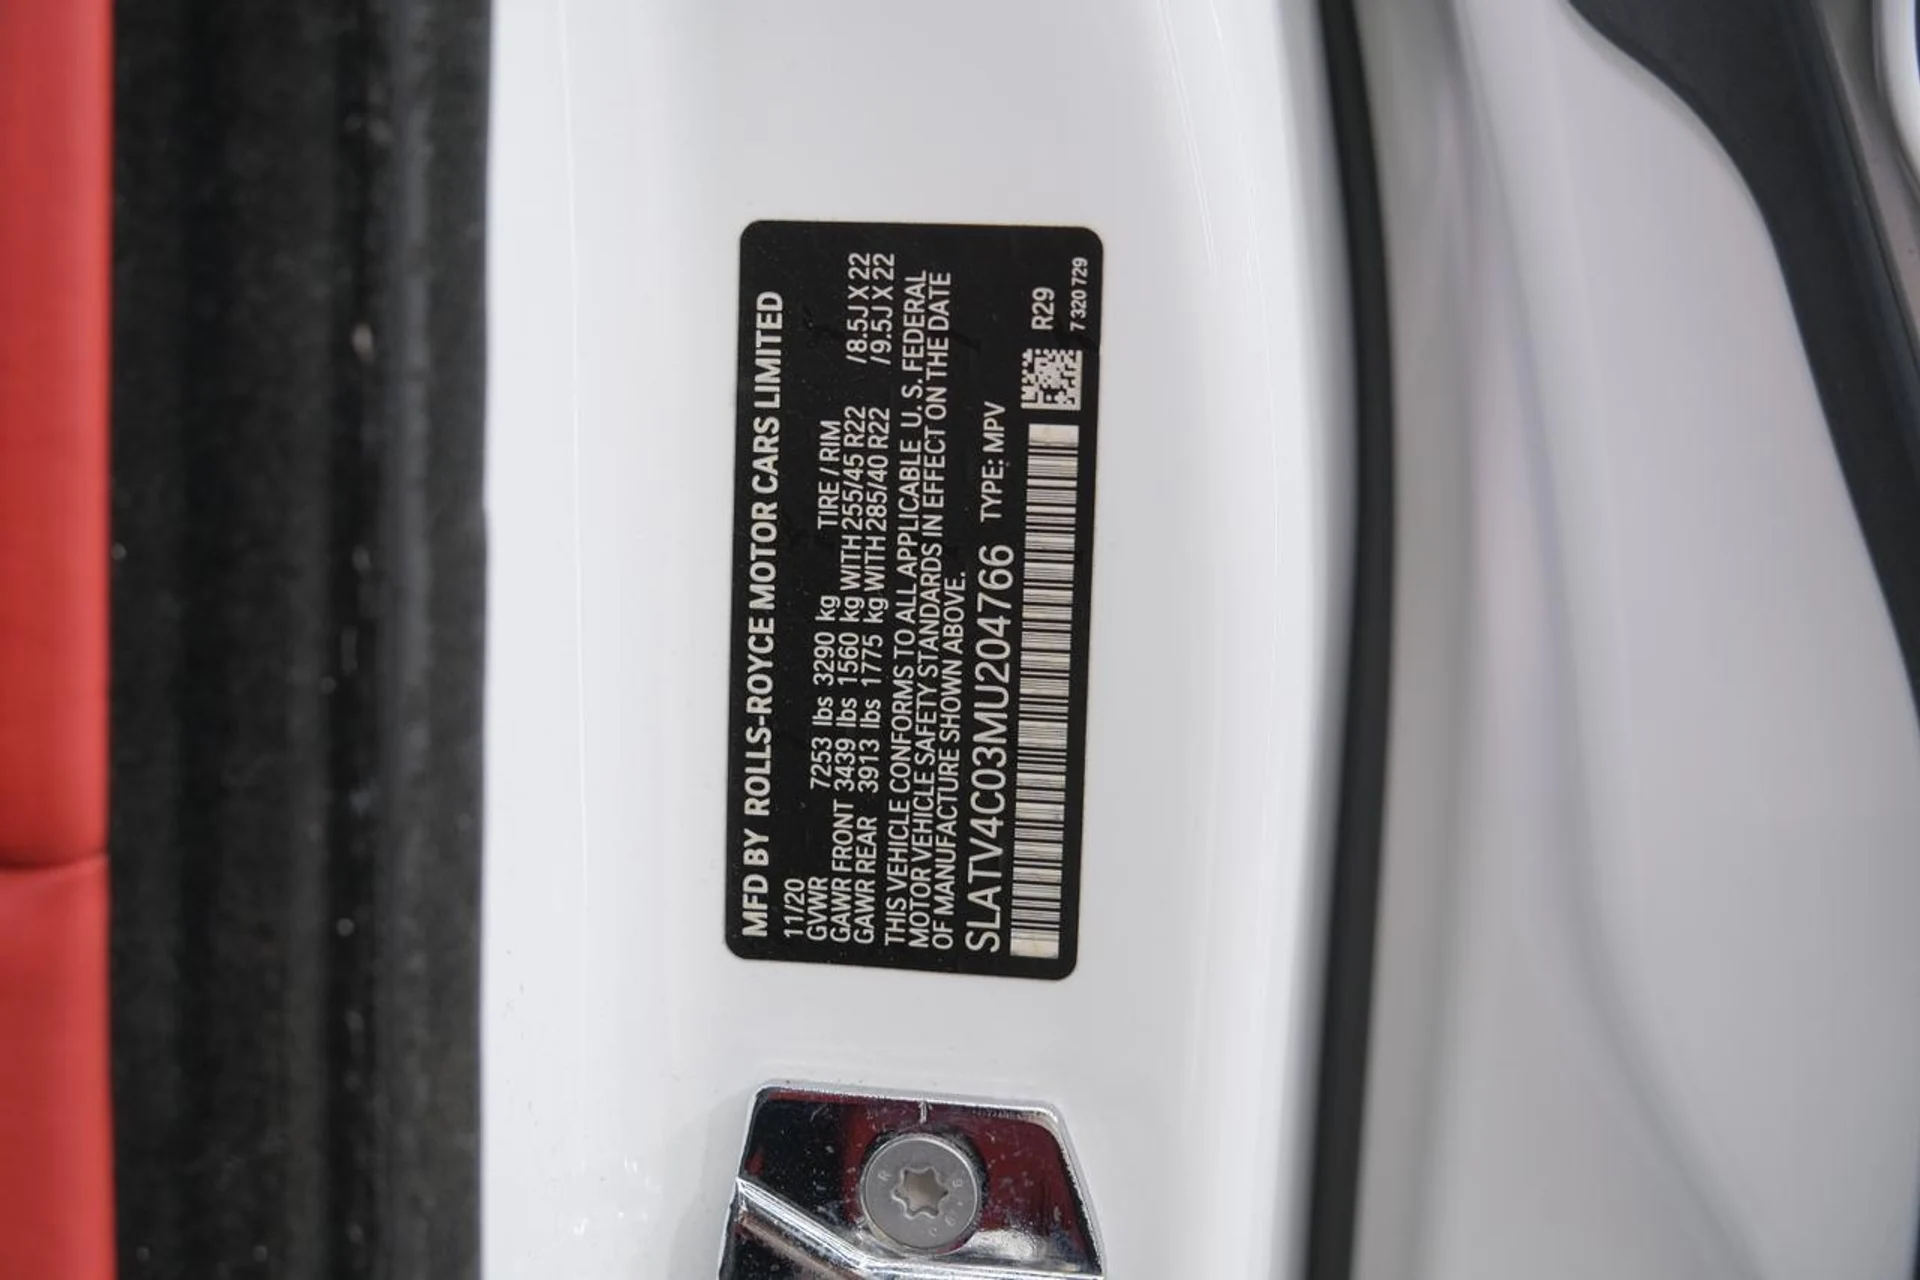 MFD BY ROLLS-ROYCE MOTOR CARS LIMITED
11/20
GVWR 7253 lbs 3290 kg TIRE / RIM
GAWR FRONT 3439 lbs 1560 kg WITH 255/45 R22 /8.5J X 22
GAWR REAR 3913 lbs 1775 kg WITH 285/40 R22 /9.5J X 22
THIS VEHICLE CONFORMS TO ALL APPLICABLE U. S. FEDERAL
MOTOR VEHICLE SAFETY STANDARDS IN EFFECT ON THE DATE
OF MANUFACTURE SHOWN ABOVE.
SLATV4C03MU204766 TYPE: MPV
R29
7 320 729